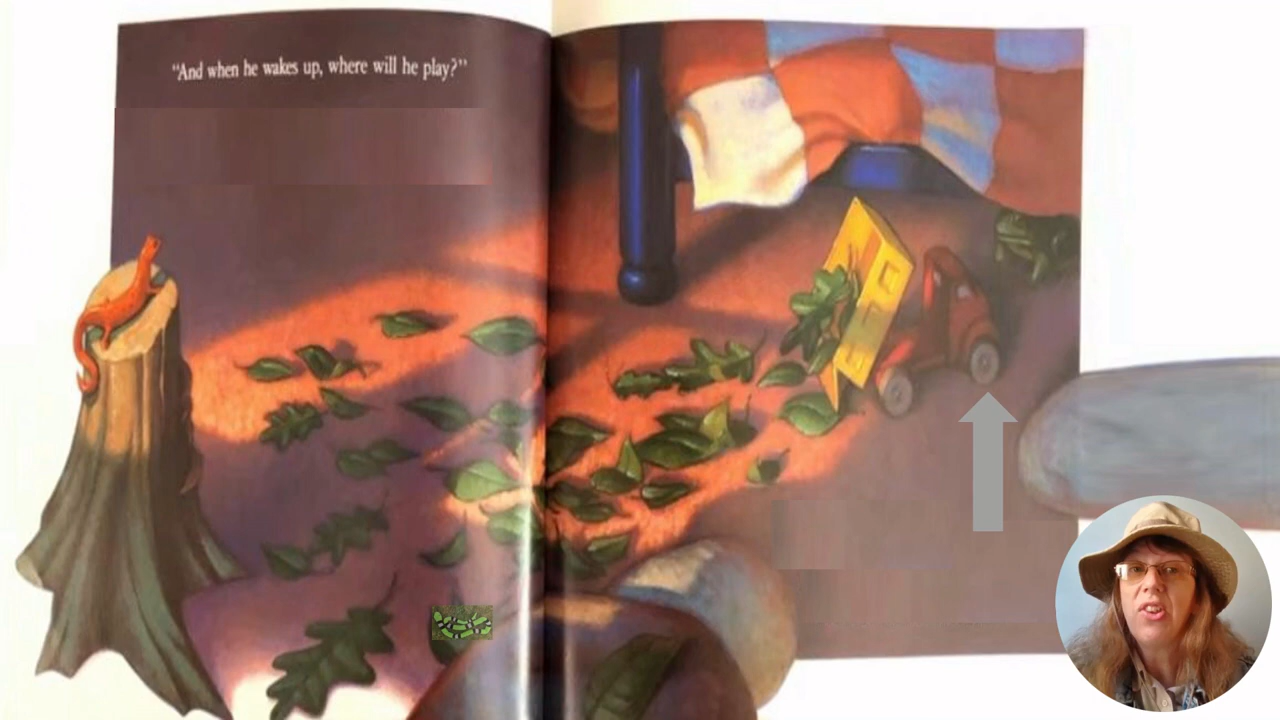 “And when he wakes up, where will he play?”